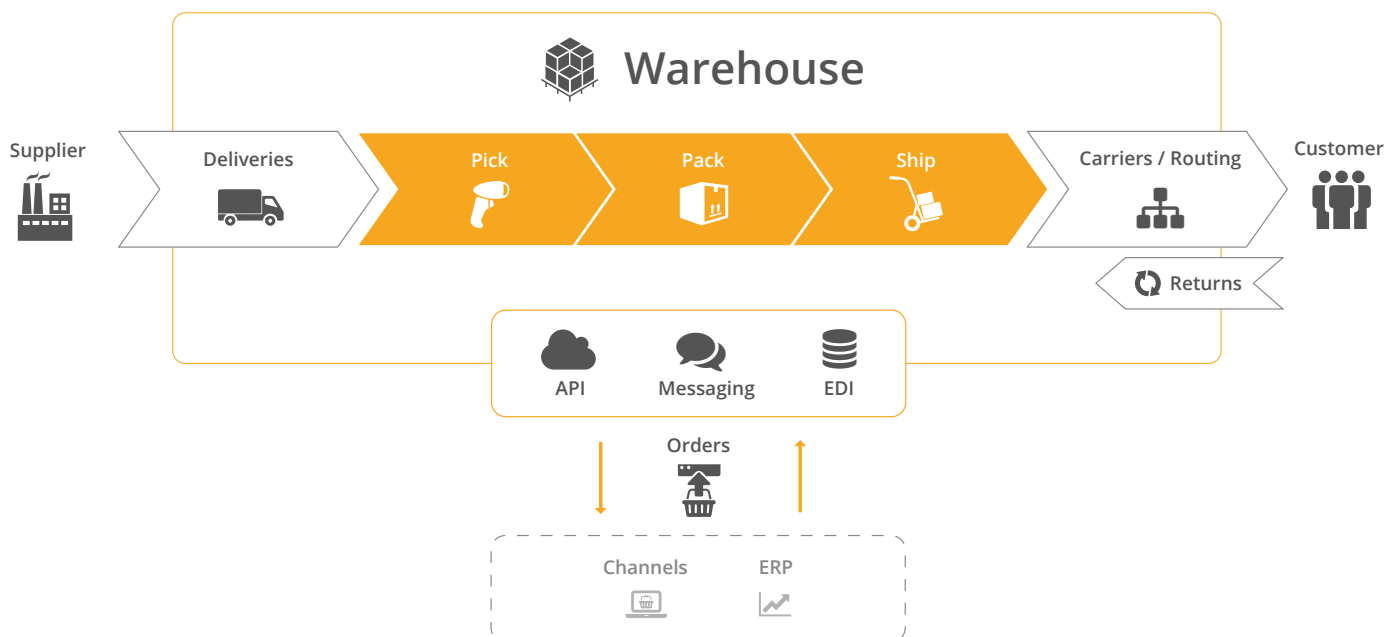 Warehouse
Supplier
Deliveries
Pick
Pack
Ship
Carriers / Routing
Customer
Returns
API
Messaging
EDI
Orders
Channels
ERP